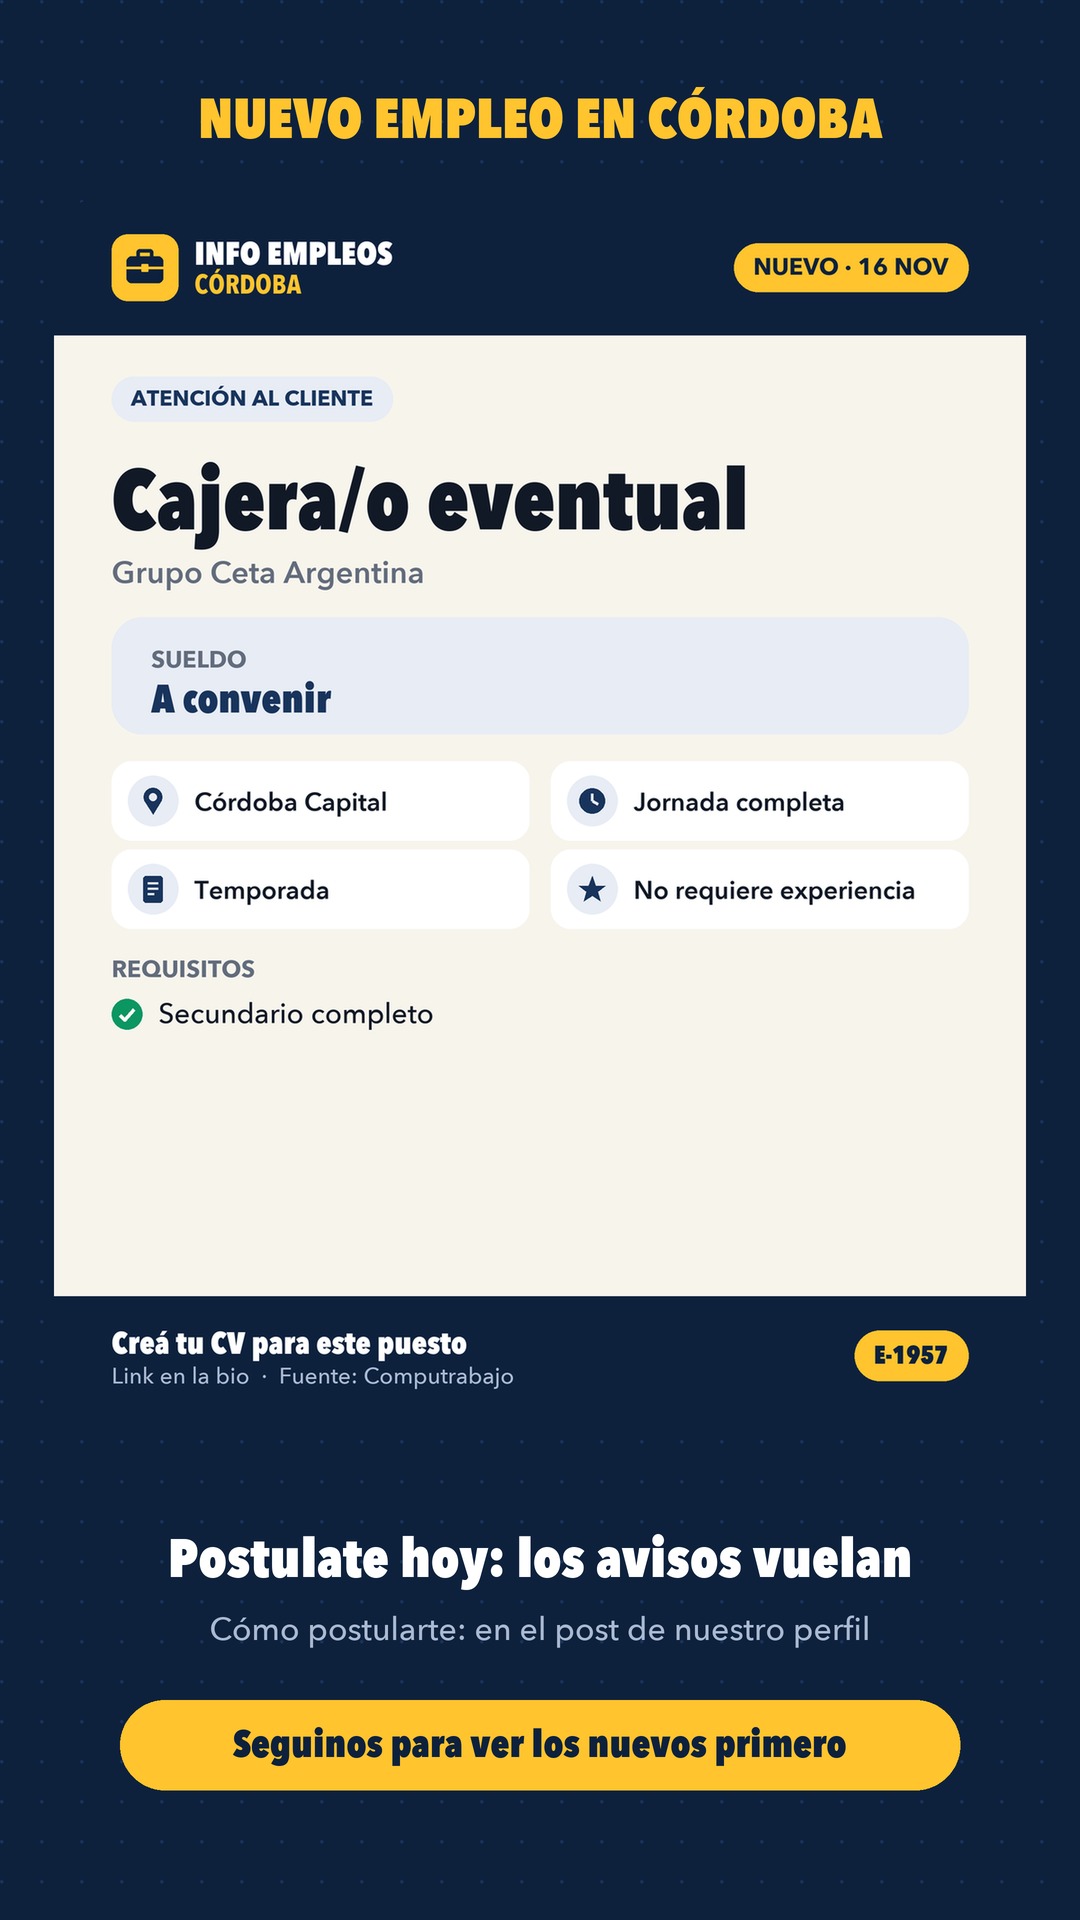 NUEVO EMPLEO EN CÓRDOBA
INFO EMPLEOS
CÓRDOBA
NUEVO · 16 NOV
ATENCIÓN AL CLIENTE
Cajera/o eventual
Grupo Ceta Argentina
SUELDO
A convenir
Córdoba Capital
Jornada completa
Temporada
No requiere experiencia
REQUISITOS
Secundario completo
Creá tu CV para este puesto
Link en la bio · Fuente: Computrabajo
E-1957
Postulate hoy: los avisos vuelan
Cómo postularte: en el post de nuestro perfil
Seguinos para ver los nuevos primero